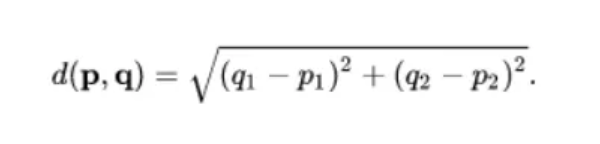 d(p, q) = √(q₁ − p₁)² + (q₂ − p₂)².